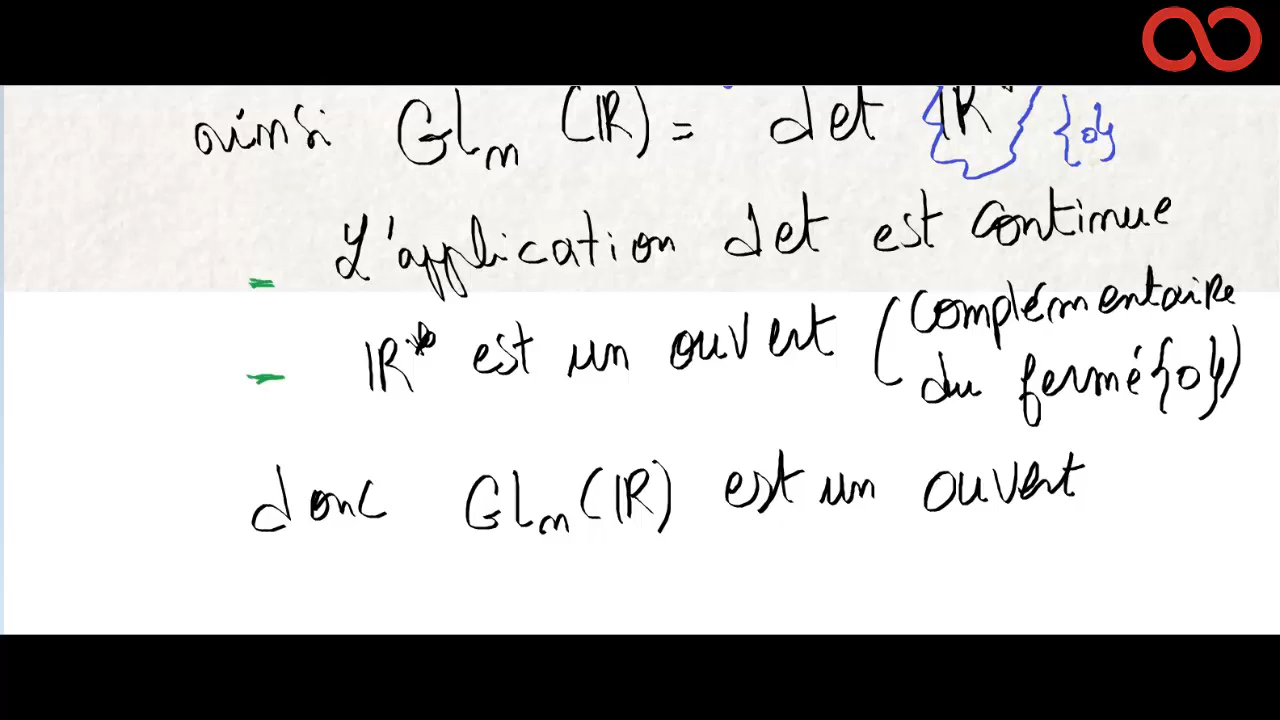 ainsi GLn (IR) = det IR* {0}
L'application det est continue
- IR* est un ouvert (complémentaire
- du fermé {0})
donc GLn (IR) est un ouvert